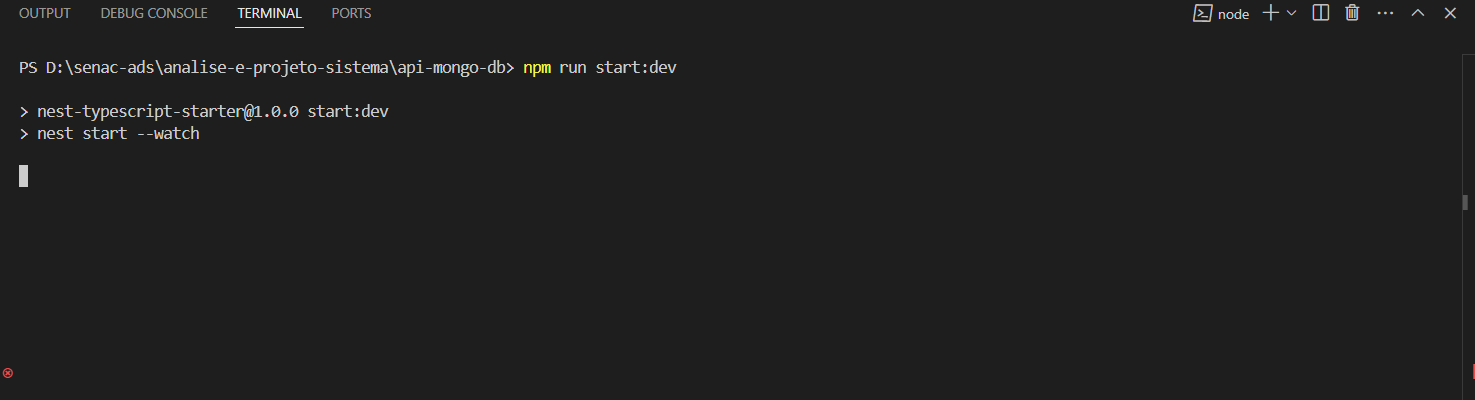 OUTPUT DEBUG CONSOLE TERMINAL PORTS node
PS D:\senac-ads\analise-e-projeto-sistema\api-mongo-db> npm run start:dev
> nest-typescript-starter@1.0.0 start:dev
> nest start --watch